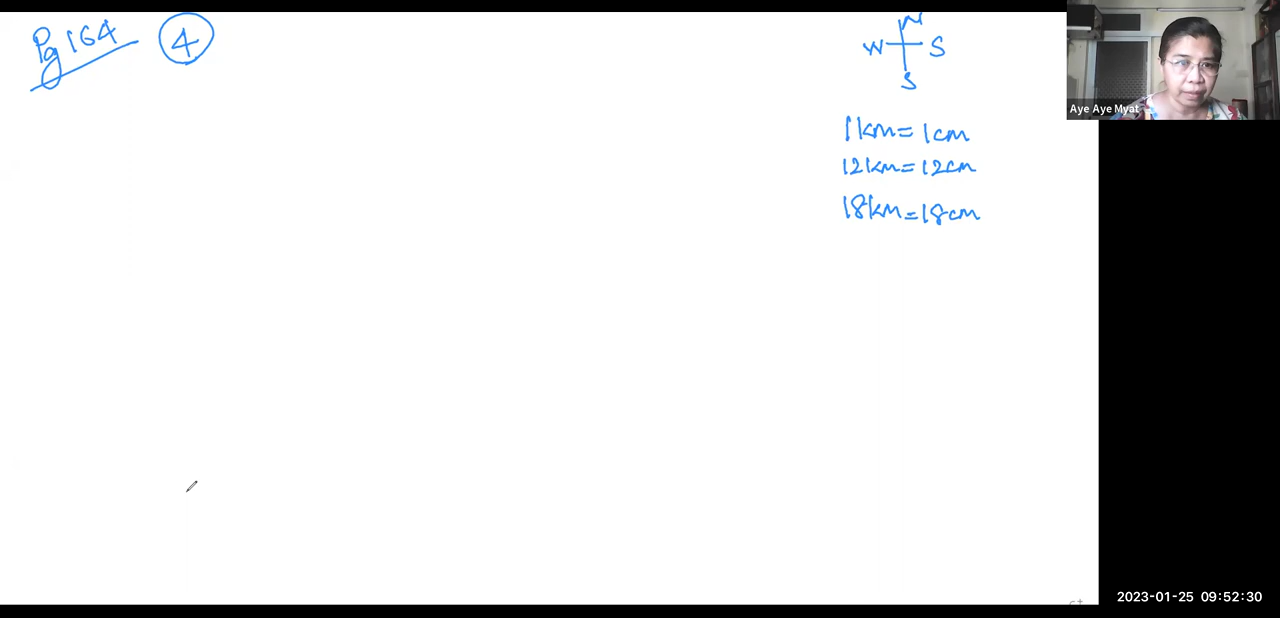 Pg 164 4
N
W S
S
1km = 1cm
12km = 12cm
18km = 18cm
Aye Aye Myat
2023-01-25 09:52:30